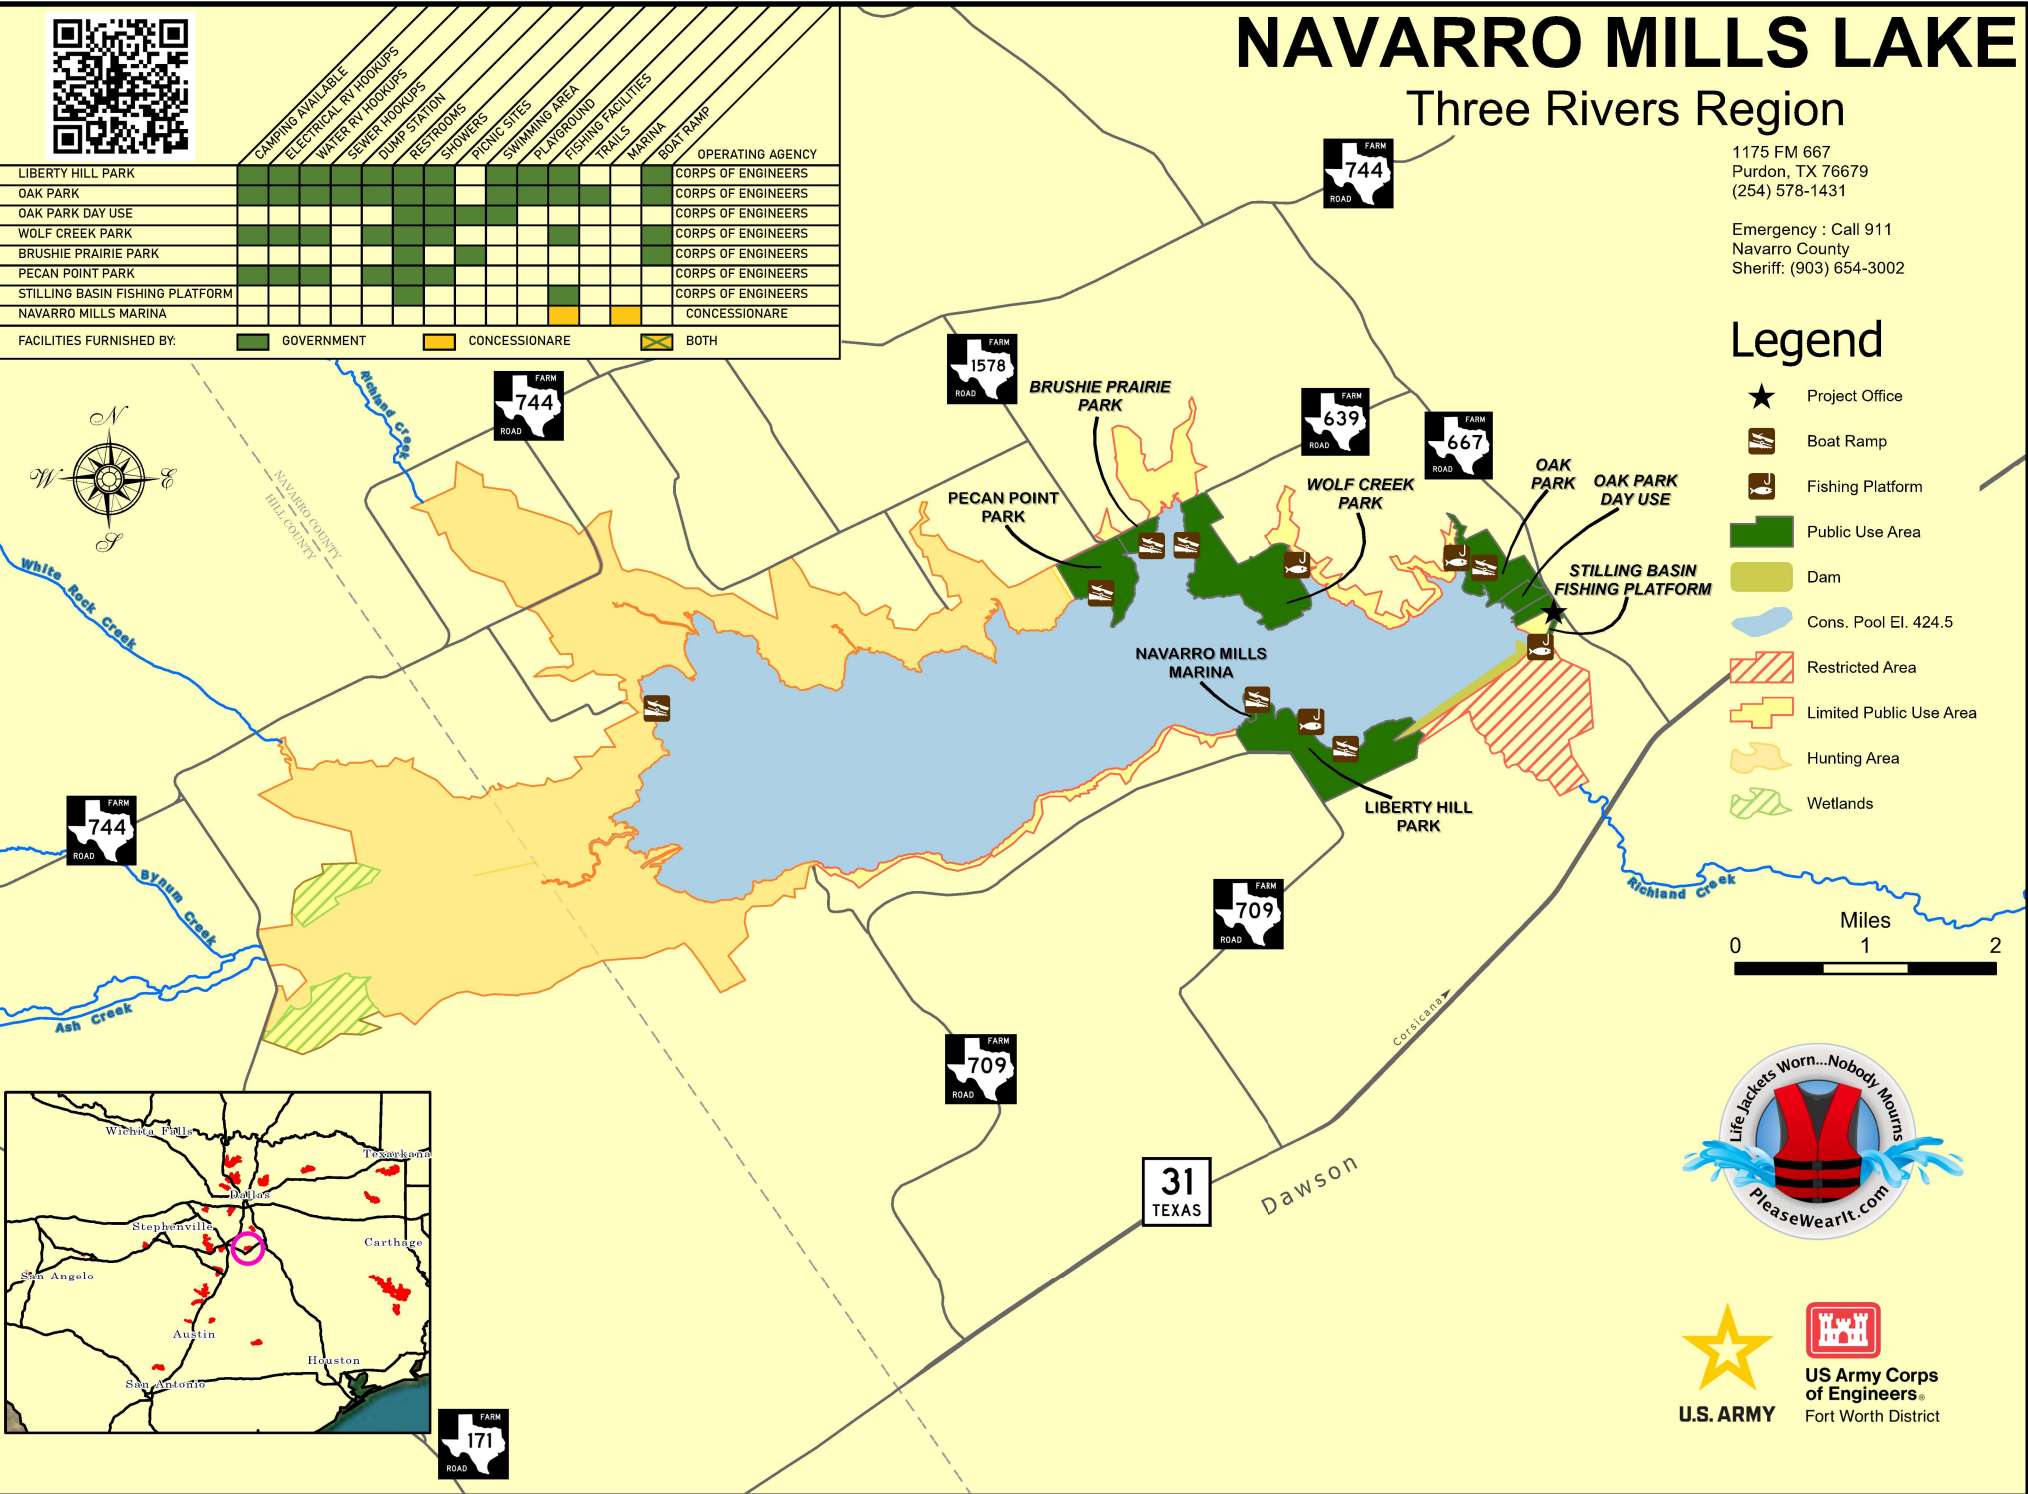 NAVARRO MILLS LAKE
Three Rivers Region
1175 FM 667
Purdon, TX 76679
(254) 578-1431
Emergency : Call 911
Navarro County
Sheriff: (903) 654-3002
CAMPING AVAILABLE
ELECTRICAL RV HOOKUPS
WATER RV HOOKUPS
SEWER HOOKUPS
DUMP STATION
RESTROOMS
SHOWERS
PICNIC SITES
SWIMMING AREA
PLAYGROUND
FISHING FACILITIES
TRAILS
MARINA
BOAT RAMP
OPERATING AGENCY
LIBERTY HILL PARK CORPS OF ENGINEERS
OAK PARK CORPS OF ENGINEERS
OAK PARK DAY USE CORPS OF ENGINEERS
WOLF CREEK PARK CORPS OF ENGINEERS
BRUSHIE PRAIRIE PARK CORPS OF ENGINEERS
PECAN POINT PARK CORPS OF ENGINEERS
STILLING BASIN FISHING PLATFORM CORPS OF ENGINEERS
NAVARRO MILLS MARINA CONCESSIONARE
FACILITIES FURNISHED BY: GOVERNMENT CONCESSIONARE BOTH
Legend
Project Office
Boat Ramp
Fishing Platform
Public Use Area
Dam
Cons. Pool El. 424.5
Restricted Area
Limited Public Use Area
Hunting Area
Wetlands
Miles
0 1 2
FARM
744
ROAD
FARM
1578
ROAD
FARM
744
ROAD
FARM
639
ROAD
FARM
667
ROAD
BRUSHIE PRAIRIE
PARK
PECAN POINT
PARK
WOLF CREEK
PARK
OAK
PARK
OAK PARK
DAY USE
STILLING BASIN
FISHING PLATFORM
NAVARRO MILLS
MARINA
LIBERTY HILL
PARK
Richland Creek
N
W E
S
NAVARRO COUNTY
HILL COUNTY
White Rock Creek
FARM
744
ROAD
Bynum Creek
Ash Creek
FARM
709
ROAD
Richland Creek
Corsicana
FARM
709
ROAD
31
TEXAS
Dawson
FARM
171
ROAD
Wichita Falls
Texarkana
Dallas
Stephenville
Carthage
San Angelo
Austin
Houston
San Antonio
Life Jackets Worn...Nobody Mourns
PleaseWearIt.com
U.S. ARMY
US Army Corps
of Engineers®
Fort Worth District